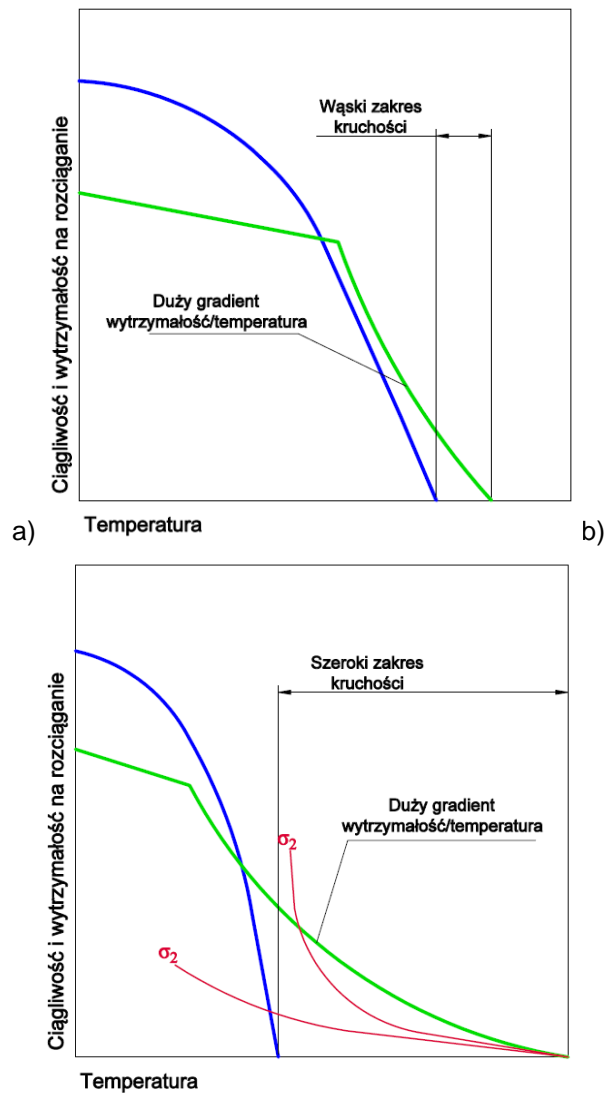 Ciągliwość i wytrzymałość na rozciąganie
Wąski zakres
kruchości
Duży gradient
wytrzymałość/temperatura
Temperatura
a)
b)
Ciągliwość i wytrzymałość na rozciąganie
Szeroki zakres
kruchości
Duży gradient
wytrzymałość/temperatura
σ2
σ2
Temperatura